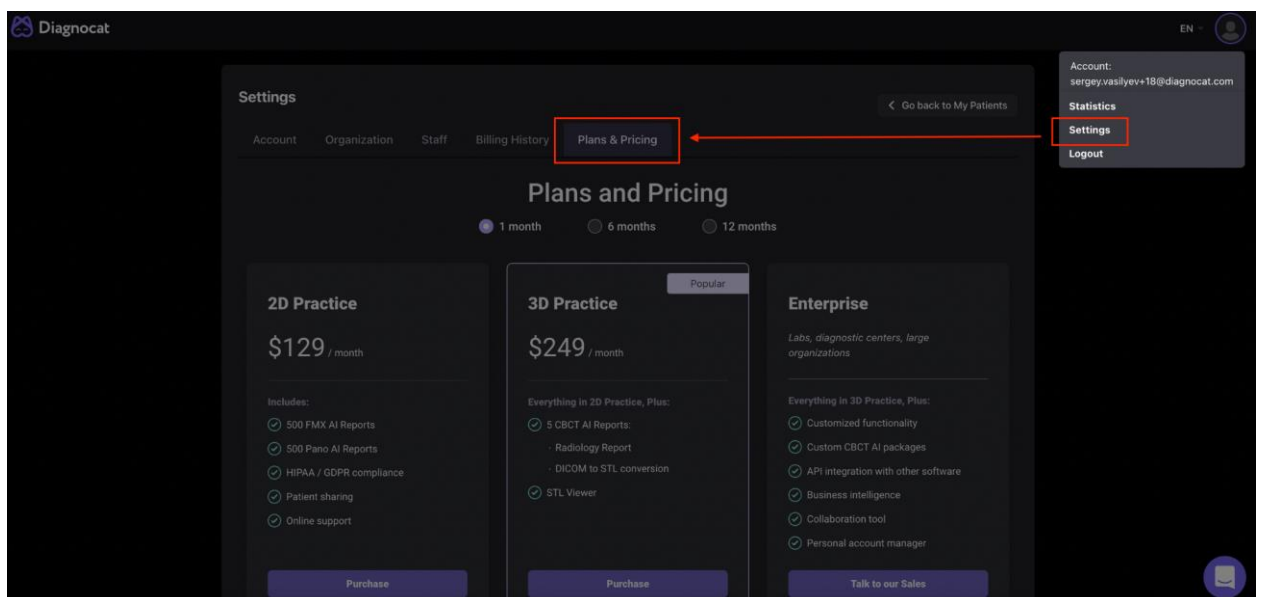 Diagnocat
EN
Account:
sergey.vasilyev+18@diagnocat.com
Statistics
Settings
Logout
Settings
Go back to My Patients
Account
Organization
Staff
Billing History
Plans & Pricing
Plans and Pricing
1 month
6 months
12 months
2D Practice
$129 / month
Includes:
500 FMX AI Reports
500 Pano AI Reports
HIPAA / GDPR compliance
Patient sharing
Online support
Purchase
Popular
3D Practice
$249 / month
Everything in 2D Practice, Plus:
5 CBCT AI Reports:
· Radiology Report
· DICOM to STL conversion
STL Viewer
Purchase
Enterprise
Labs, diagnostic centers, large
organizations
Everything in 3D Practice, Plus:
Customized functionality
Custom CBCT AI packages
API integration with other software
Business intelligence
Collaboration tool
Personal account manager
Talk to our Sales